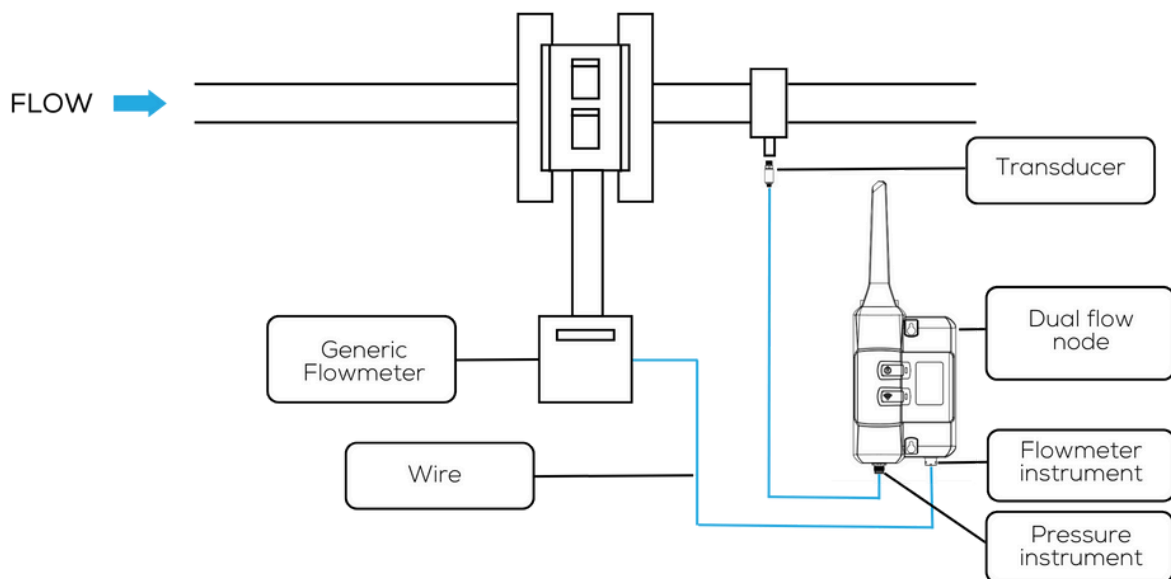 FLOW
Transducer
Dual flow
node
Generic
Flowmeter
Flowmeter
instrument
Wire
Pressure
instrument